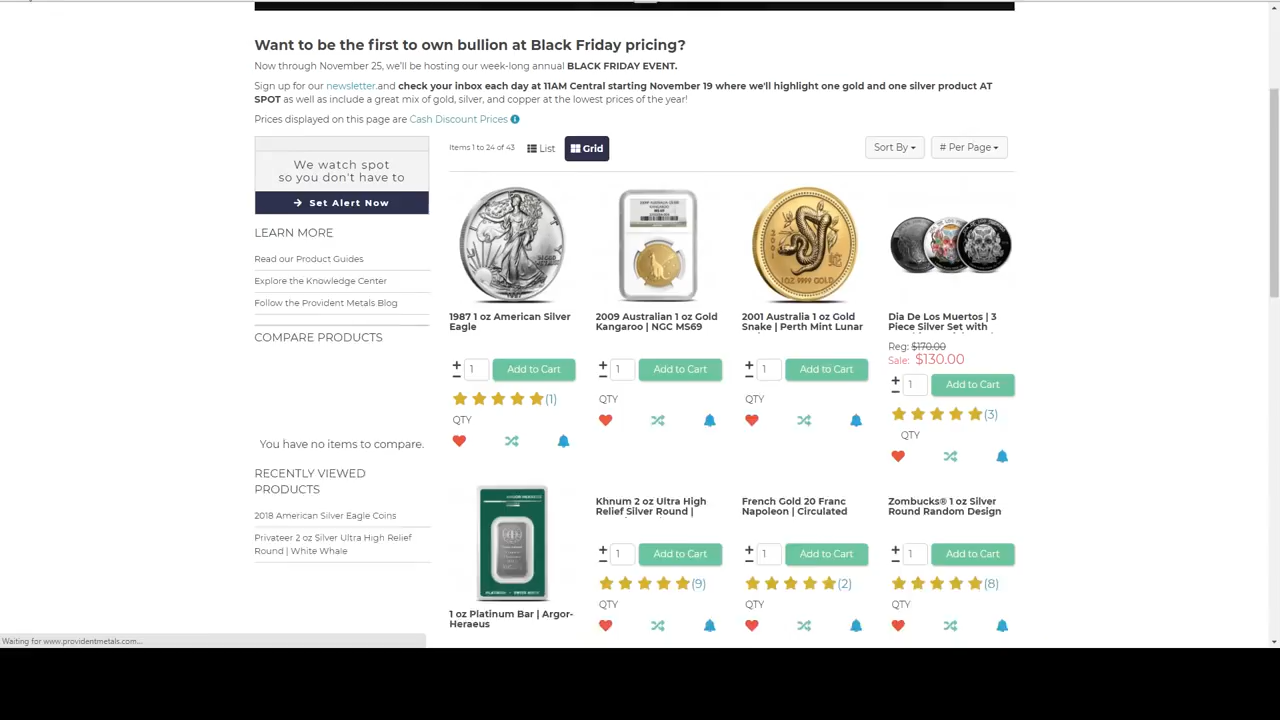 Want to be the first to own bullion at Black Friday pricing?
Now through November 25, we'll be hosting our week-long annual BLACK FRIDAY EVENT.
Sign up for our newsletter.and check your inbox each day at 11AM Central starting November 19 where we'll highlight one gold and one silver product AT
SPOT as well as include a great mix of gold, silver, and copper at the lowest prices of the year!
Prices displayed on this page are Cash Discount Prices
We watch spot
so you don't have to
Set Alert Now
LEARN MORE
Read our Product Guides
Explore the Knowledge Center
Follow the Provident Metals Blog
COMPARE PRODUCTS
You have no items to compare.
RECENTLY VIEWED
PRODUCTS
2018 American Silver Eagle Coins
Privateer 2 oz Silver Ultra High Relief
Round | White Whale
Items 1 to 24 of 43 List Grid Sort By # Per Page
1987 1 oz American Silver
Eagle
+ 1 Add to Cart
(1)
QTY
2009 Australian 1 oz Gold
Kangaroo | NGC MS69
+ 1 Add to Cart
QTY
2001
1 OZ 9999 GOLD
2001 Australia 1 oz Gold
Snake | Perth Mint Lunar
+ 1 Add to Cart
QTY
Dia De Los Muertos | 3
Piece Silver Set with
Reg: $170.00
Sale: $130.00
+ 1 Add to Cart
(3)
QTY
1 oz Platinum Bar | Argor-
Heraeus
Khnum 2 oz Ultra High
Relief Silver Round |
+ 1 Add to Cart
(9)
QTY
French Gold 20 Franc
Napoleon | Circulated
+ 1 Add to Cart
(2)
QTY
Zombucks® 1 oz Silver
Round Random Design
+ 1 Add to Cart
(8)
QTY
Waiting for www.providentmetals.com...